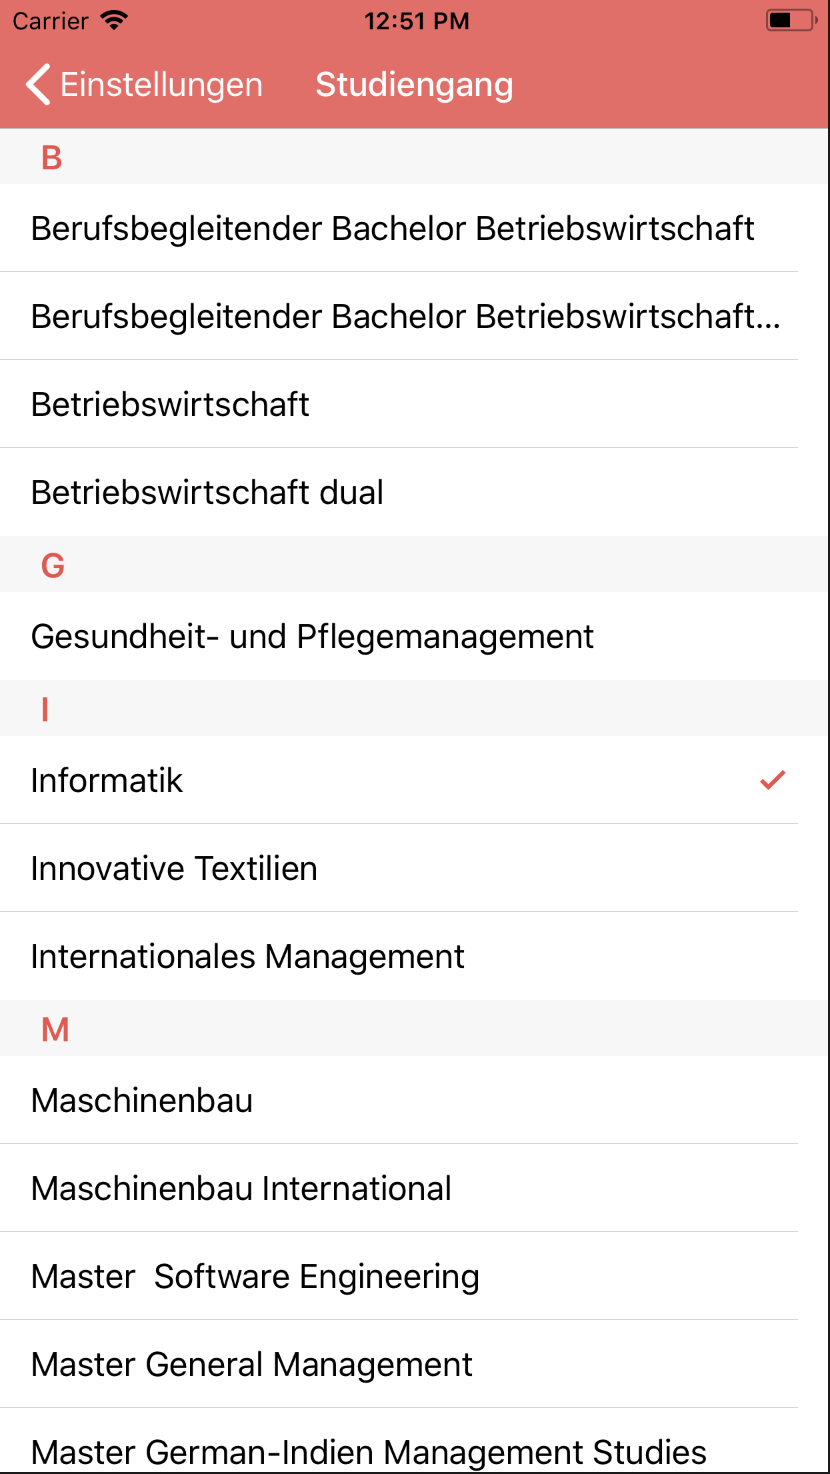 Carrier 12:51 PM
Einstellungen Studiengang
B
Berufsbegleitender Bachelor Betriebswirtschaft
Berufsbegleitender Bachelor Betriebswirtschaft...
Betriebswirtschaft
Betriebswirtschaft dual
G
Gesundheit- und Pflegemanagement
I
Informatik
Innovative Textilien
Internationales Management
M
Maschinenbau
Maschinenbau International
Master  Software Engineering
Master General Management
Master German-Indien Management Studies